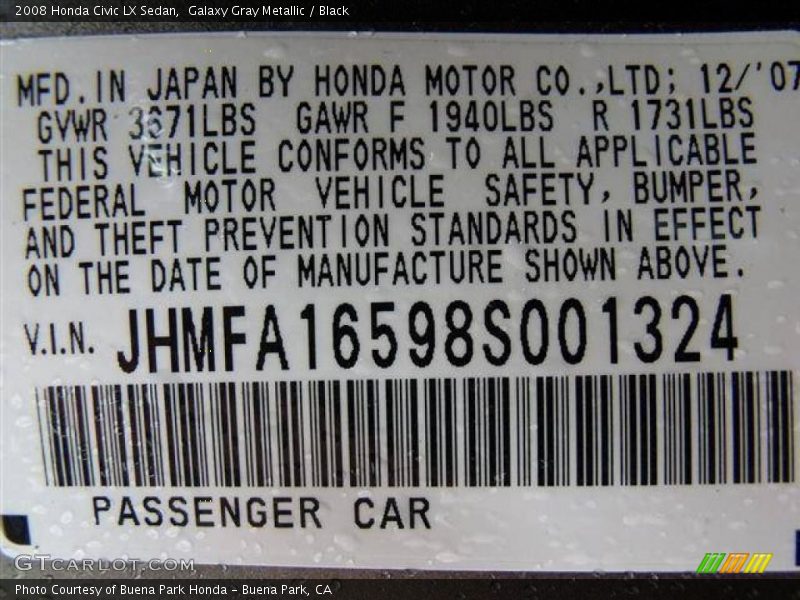 2008 Honda Civic LX Sedan, Galaxy Gray Metallic / Black
MFD. IN JAPAN BY HONDA MOTOR CO.,LTD; 12/'07
GVWR 3671LBS GAWR F 1940LBS R 1731LBS
THIS VEHICLE CONFORMS TO ALL APPLICABLE
FEDERAL MOTOR VEHICLE SAFETY, BUMPER,
AND THEFT PREVENTION STANDARDS IN EFFECT
ON THE DATE OF MANUFACTURE SHOWN ABOVE.
V.I.N. JHMFA16598S001324
PASSENGER CAR
GTCarLot.com
Photo Courtesy of Buena Park Honda - Buena Park, CA